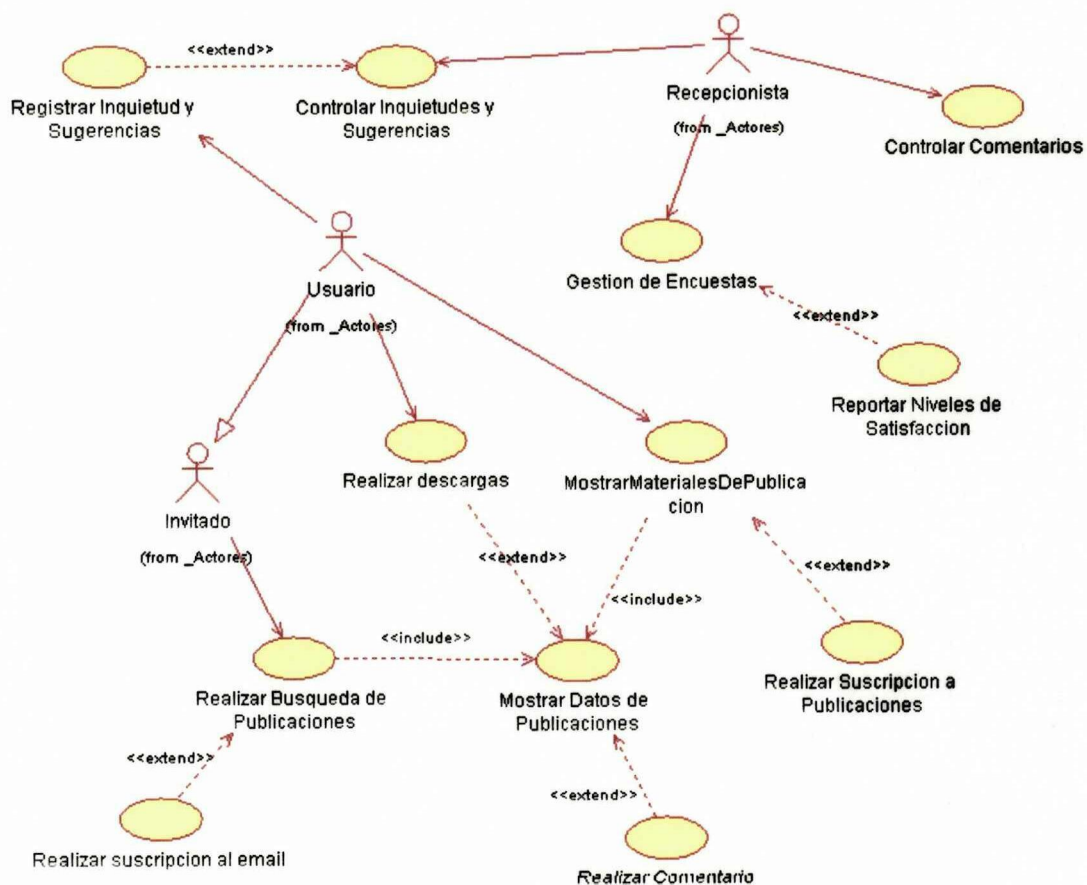 <<extend>>
Registrar Inquietud y
Sugerencias
Controlar Inquietudes y
Sugerencias
Recepcionista
(from _Actores)
Controlar Comentarios
Usuario
(from _Actores)
Gestion de Encuestas
<<extend>>
Reportar Niveles de
Satisfaccion
Invitado
(from _Actores)
Realizar descargas
MostrarMaterialesDePublica
cion
<<extend>>
<<extend>>
<<include>>
<<include>>
Realizar Busqueda de
Publicaciones
Mostrar Datos de
Publicaciones
Realizar Suscripcion a
Publicaciones
<<extend>>
<<extend>>
Realizar suscripcion al email
Realizar Comentario